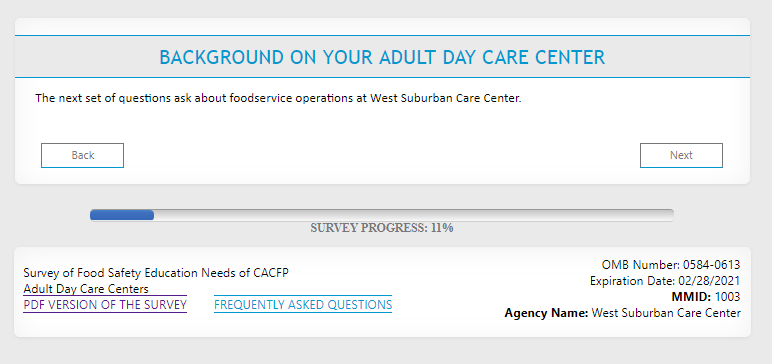 BACKGROUND ON YOUR ADULT DAY CARE CENTER
The next set of questions ask about foodservice operations at West Suburban Care Center.
Back
Next
SURVEY PROGRESS: 11%
Survey of Food Safety Education Needs of CACFP
Adult Day Care Centers
PDF VERSION OF THE SURVEY
FREQUENTLY ASKED QUESTIONS
OMB Number: 0584-0613
Expiration Date: 02/28/2021
MMID: 1003
Agency Name: West Suburban Care Center